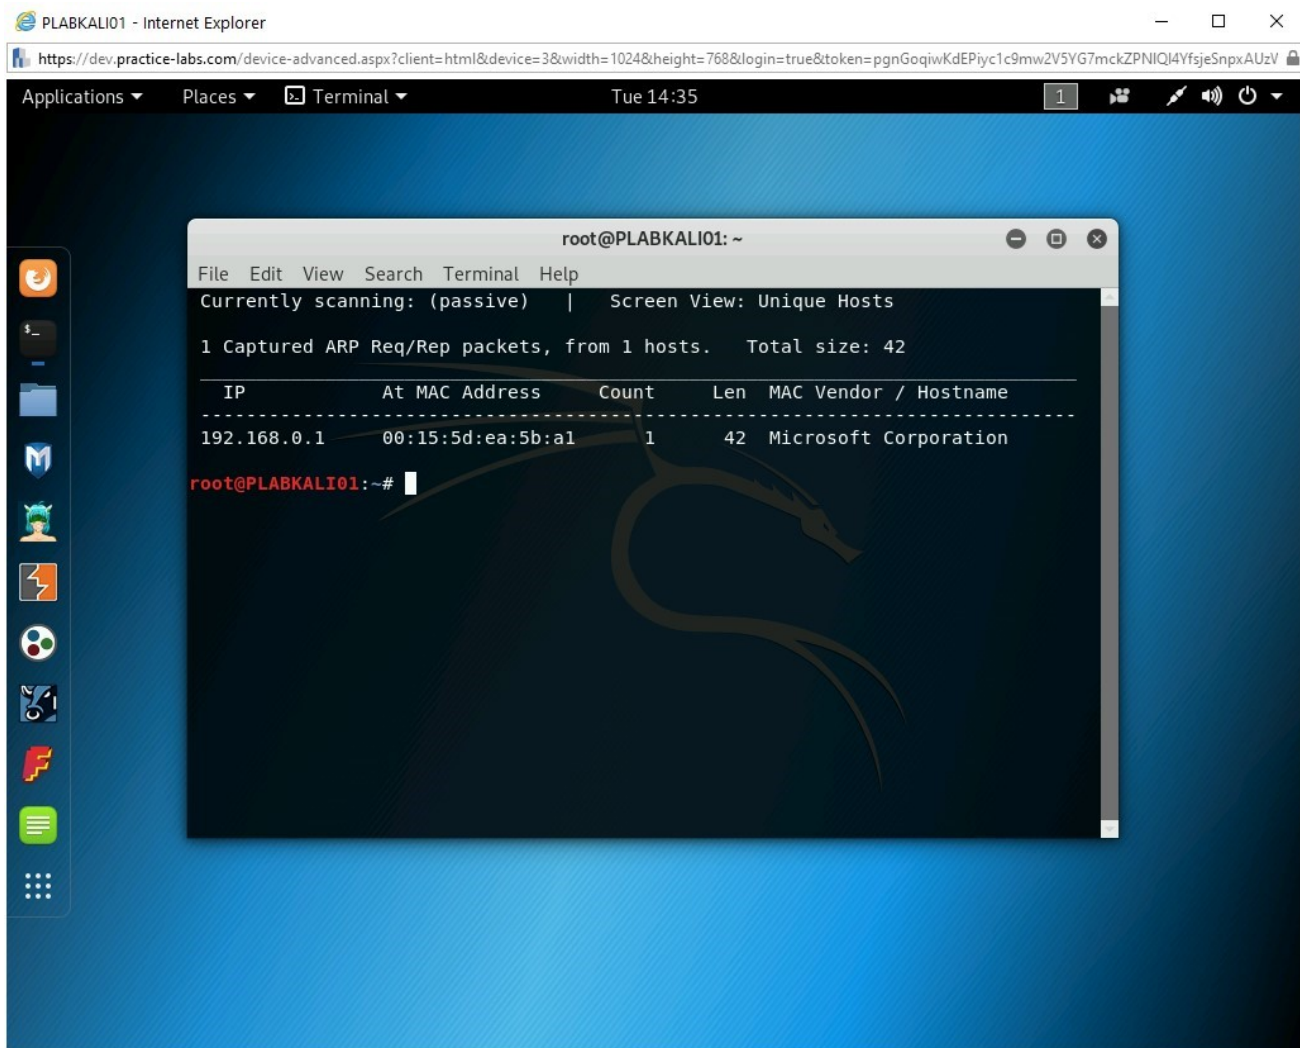 PLABKALI01 - Internet Explorer
https://dev.practice-labs.com/device-advanced.aspx?client=html&device=3&width=1024&height=768&login=true&token=pgnGoqiwKdEPiyc1c9mw2V5YG7mckZPNIQI4YfsjeSnpxAUzV
Applications Places Terminal Tue 14:35 1
root@PLABKALI01: ~
File Edit View Search Terminal Help
Currently scanning: (passive) | Screen View: Unique Hosts
1 Captured ARP Req/Rep packets, from 1 hosts. Total size: 42
IP At MAC Address Count Len MAC Vendor / Hostname
-----------------------------------------------------------------------------
192.168.0.1 00:15:5d:ea:5b:a1 1 42 Microsoft Corporation
root@PLABKALI01:~#
$_